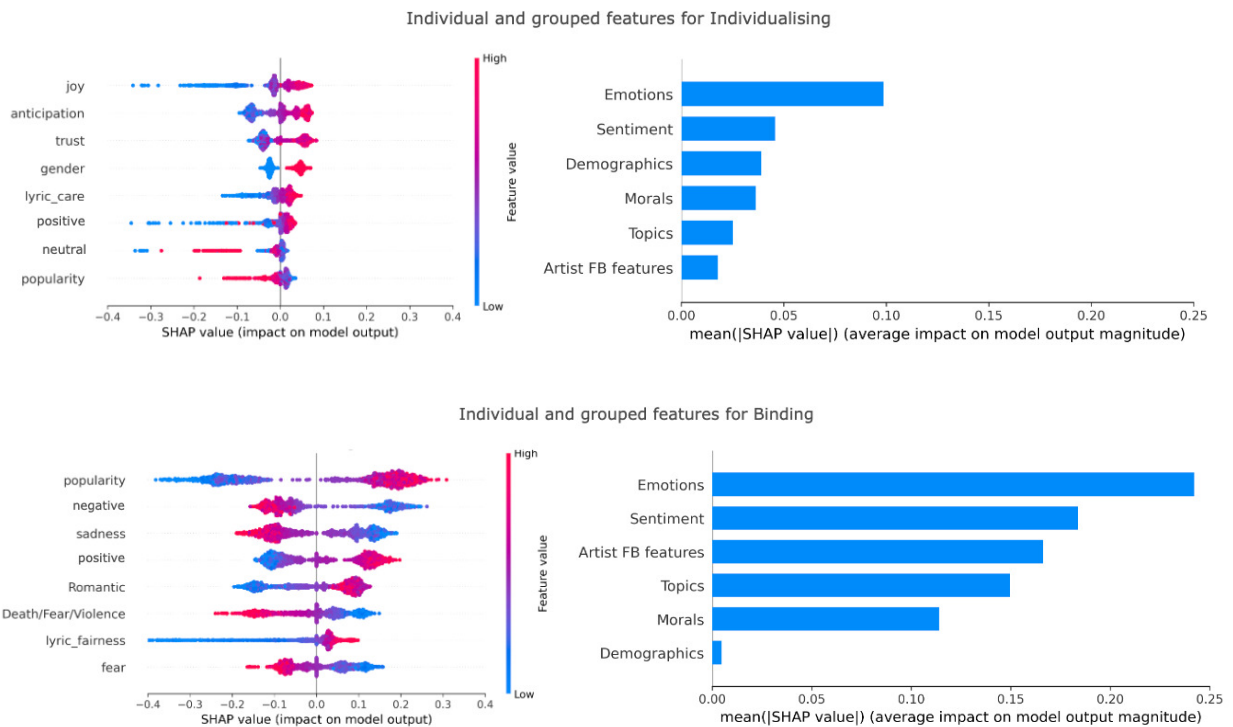 Individual and grouped features for Individualising
joy
anticipation
trust
gender
lyric_care
positive
neutral
popularity
−0.4 −0.3 −0.2 −0.1 0.0 0.1 0.2 0.3 0.4
SHAP value (impact on model output)
High
Feature value
Low
Emotions
Sentiment
Demographics
Morals
Topics
Artist FB features
0.00 0.05 0.10 0.15 0.20 0.25
mean(|SHAP value|) (average impact on model output magnitude)
Individual and grouped features for Binding
popularity
negative
sadness
positive
Romantic
Death/Fear/Violence
lyric_fairness
fear
−0.4 −0.3 −0.2 −0.1 0.0 0.1 0.2 0.3 0.4
SHAP value (impact on model output)
High
Feature value
Low
Emotions
Sentiment
Artist FB features
Topics
Morals
Demographics
0.00 0.05 0.10 0.15 0.20 0.25
mean(|SHAP value|) (average impact on model output magnitude)